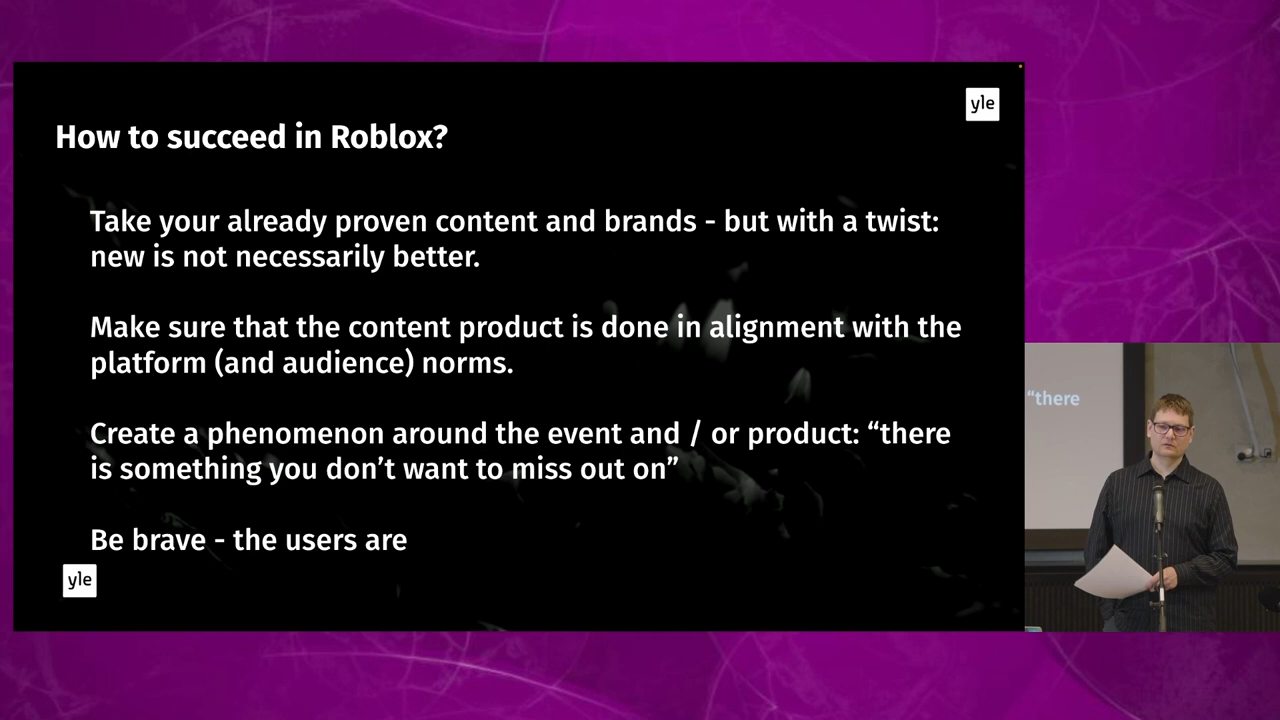 yle
How to succeed in Roblox?
Take your already proven content and brands - but with a twist:
new is not necessarily better.
Make sure that the content product is done in alignment with the
platform (and audience) norms.
Create a phenomenon around the event and / or product: “there
is something you don’t want to miss out on”
Be brave - the users are
yle
“there